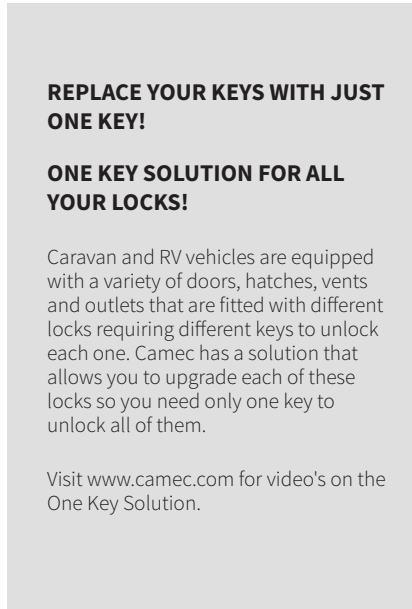 REPLACE YOUR KEYS WITH JUST
ONE KEY!
ONE KEY SOLUTION FOR ALL
YOUR LOCKS!
Caravan and RV vehicles are equipped
with a variety of doors, hatches, vents
and outlets that are fitted with different
locks requiring different keys to unlock
each one. Camec has a solution that
allows you to upgrade each of these
locks so you need only one key to
unlock all of them.
Visit www.camec.com for video's on the
One Key Solution.